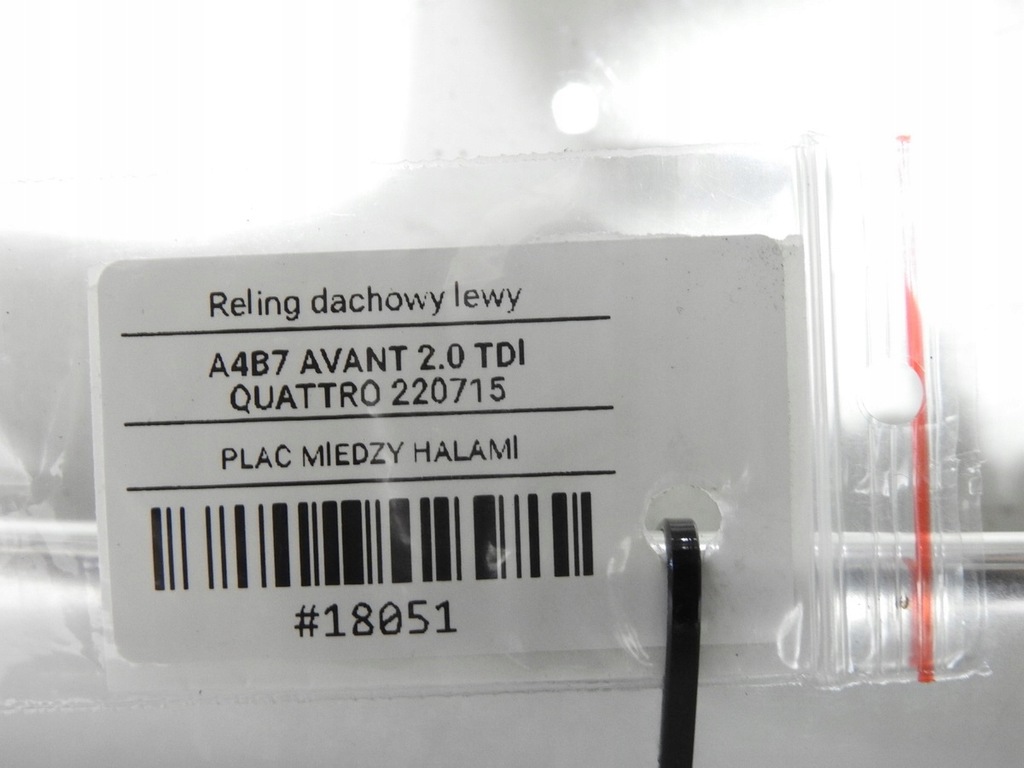 Reling dachowy lewy
A4B7 AVANT 2.0 TDI
QUATTRO 220715
PLAC MIEDZY HALAMI
#18051